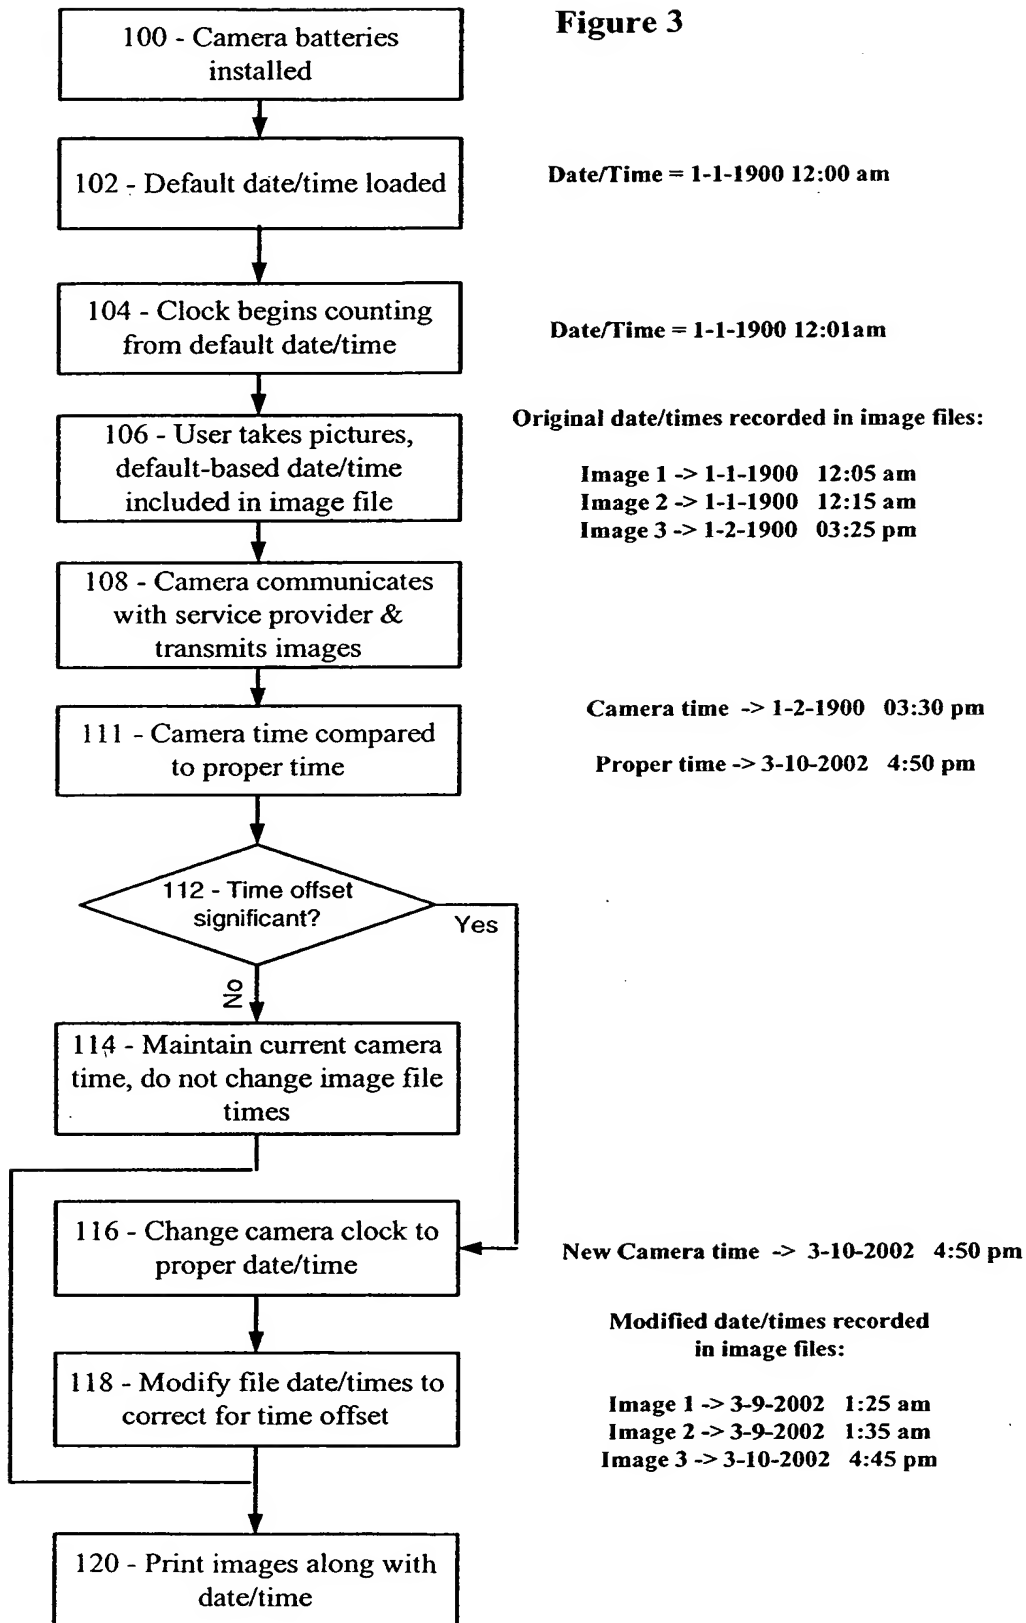 Figure 3
100 - Camera batteries
installed
102 - Default date/time loaded
Date/Time = 1-1-1900 12:00 am
104 - Clock begins counting
from default date/time
Date/Time = 1-1-1900 12:01am
106 - User takes pictures,
default-based date/time
included in image file
Original date/times recorded in image files:
Image 1 -> 1-1-1900 12:05 am
Image 2 -> 1-1-1900 12:15 am
Image 3 -> 1-2-1900 03:25 pm
108 - Camera communicates
with service provider &
transmits images
111 - Camera time compared
to proper time
Camera time -> 1-2-1900 03:30 pm
Proper time -> 3-10-2002 4:50 pm
112 - Time offset
significant?
Yes
No
114 - Maintain current camera
time, do not change image file
times
116 - Change camera clock to
proper date/time
New Camera time -> 3-10-2002 4:50 pm
118 - Modify file date/times to
correct for time offset
Modified date/times recorded
in image files:
Image 1 -> 3-9-2002 1:25 am
Image 2 -> 3-9-2002 1:35 am
Image 3 -> 3-10-2002 4:45 pm
120 - Print images along with
date/time